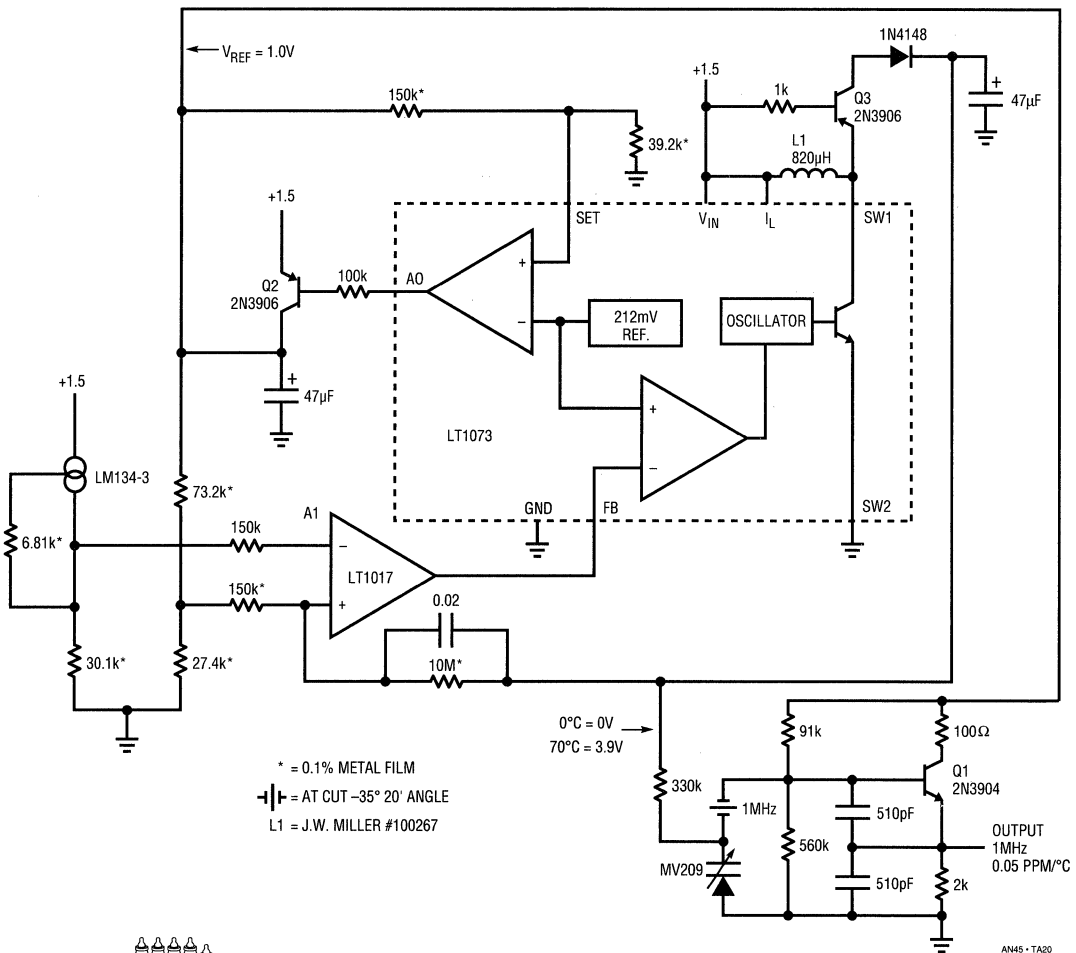 V_REF = 1.0V
1N4148
+1.5
1k
Q3
2N3906
+
47µF
150k*
39.2k*
L1
820µH
+1.5
SET
V_IN
I_L
SW1
Q2
2N3906
100k
AO
+
–
212mV
REF.
OSCILLATOR
+
47µF
+1.5
LT1073
+
–
LM134-3
73.2k*
6.81k*
GND
FB
SW2
A1
150k
–
LT1017
150k*
+
0.02
30.1k*
27.4k*
10M*
0°C = 0V
70°C = 3.9V
91k
100Ω
* = 0.1% METAL FILM
= AT CUT –35° 20' ANGLE
L1 = J.W. MILLER #100267
330k
1MHz
Q1
2N3904
510pF
560k
OUTPUT
1MHz
0.05 PPM/°C
MV209
510pF
2k
AN45 • TA20